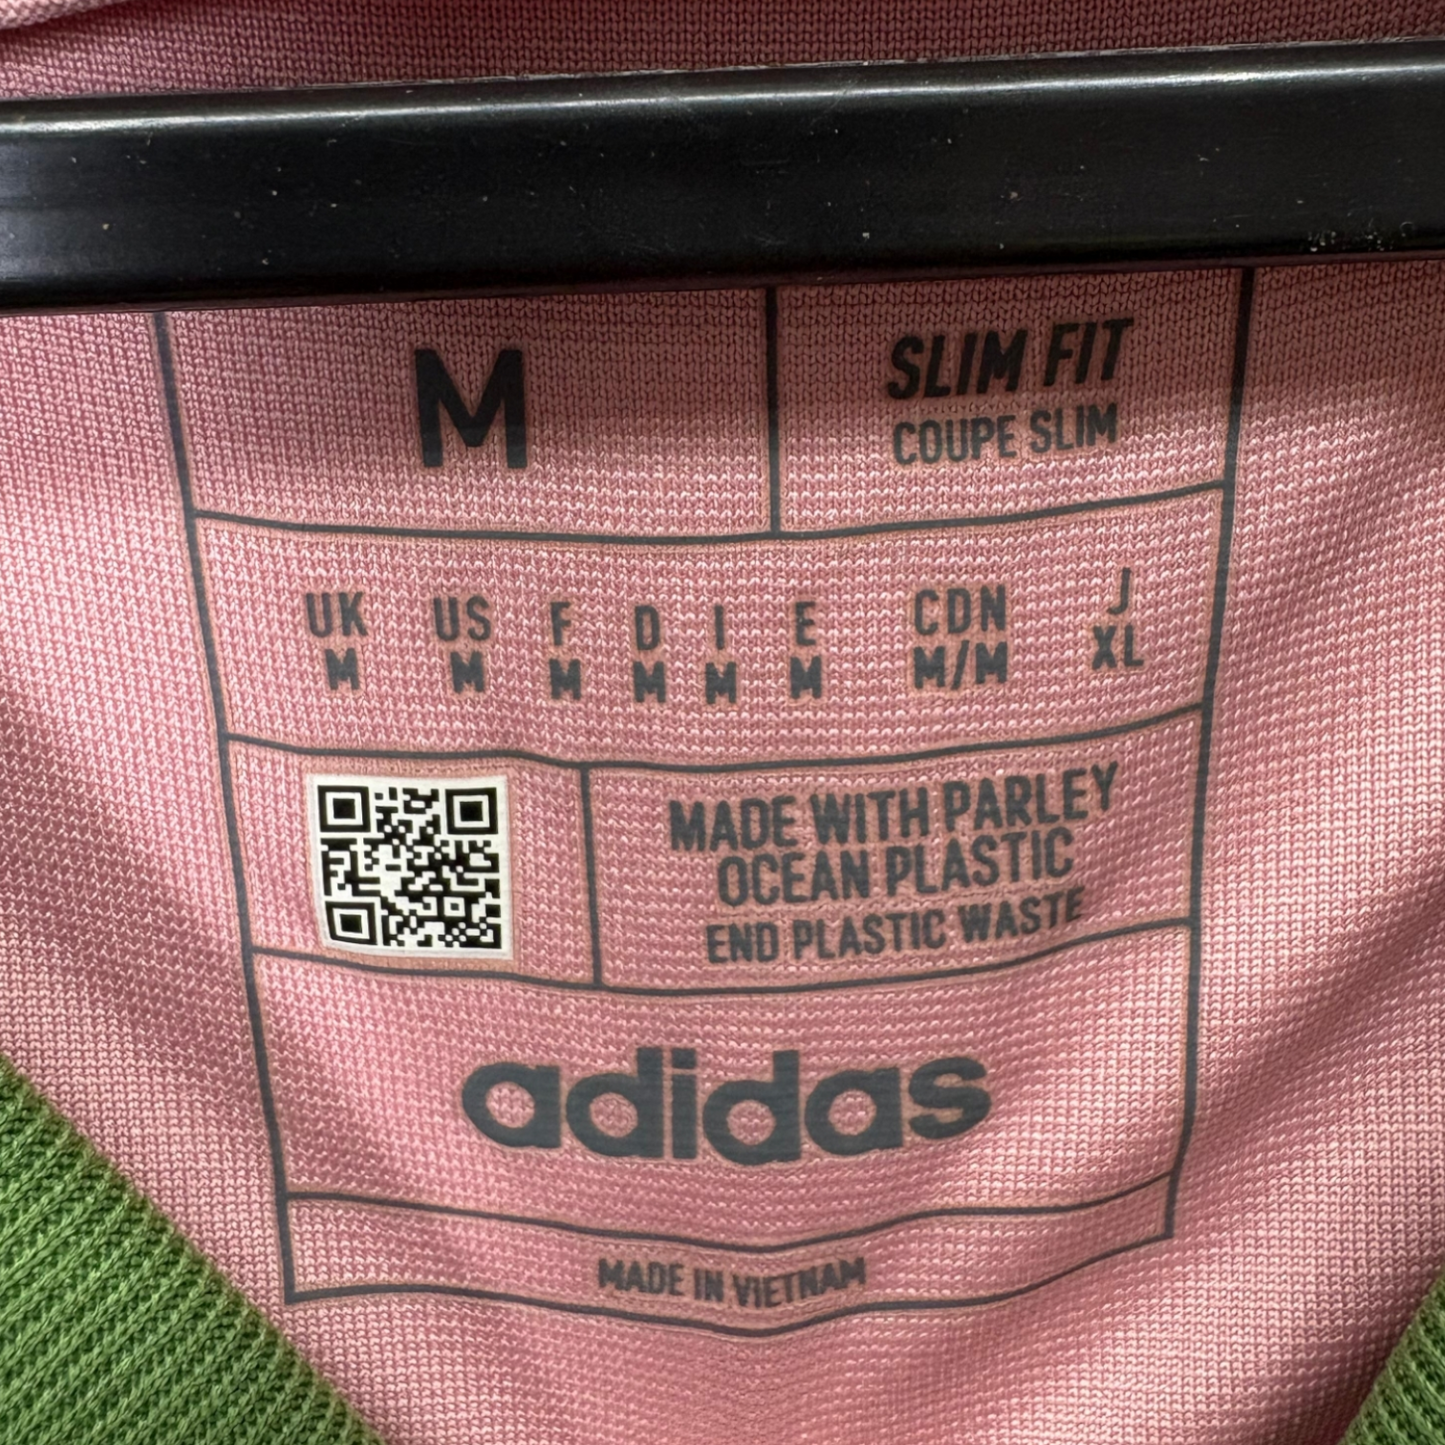 M
SLIM FIT
COUPE SLIM
UK US F D I E CDN J
M M M M M M M/M XL
MADE WITH PARLEY
OCEAN PLASTIC
END PLASTIC WASTE
adidas
MADE IN VIETNAM